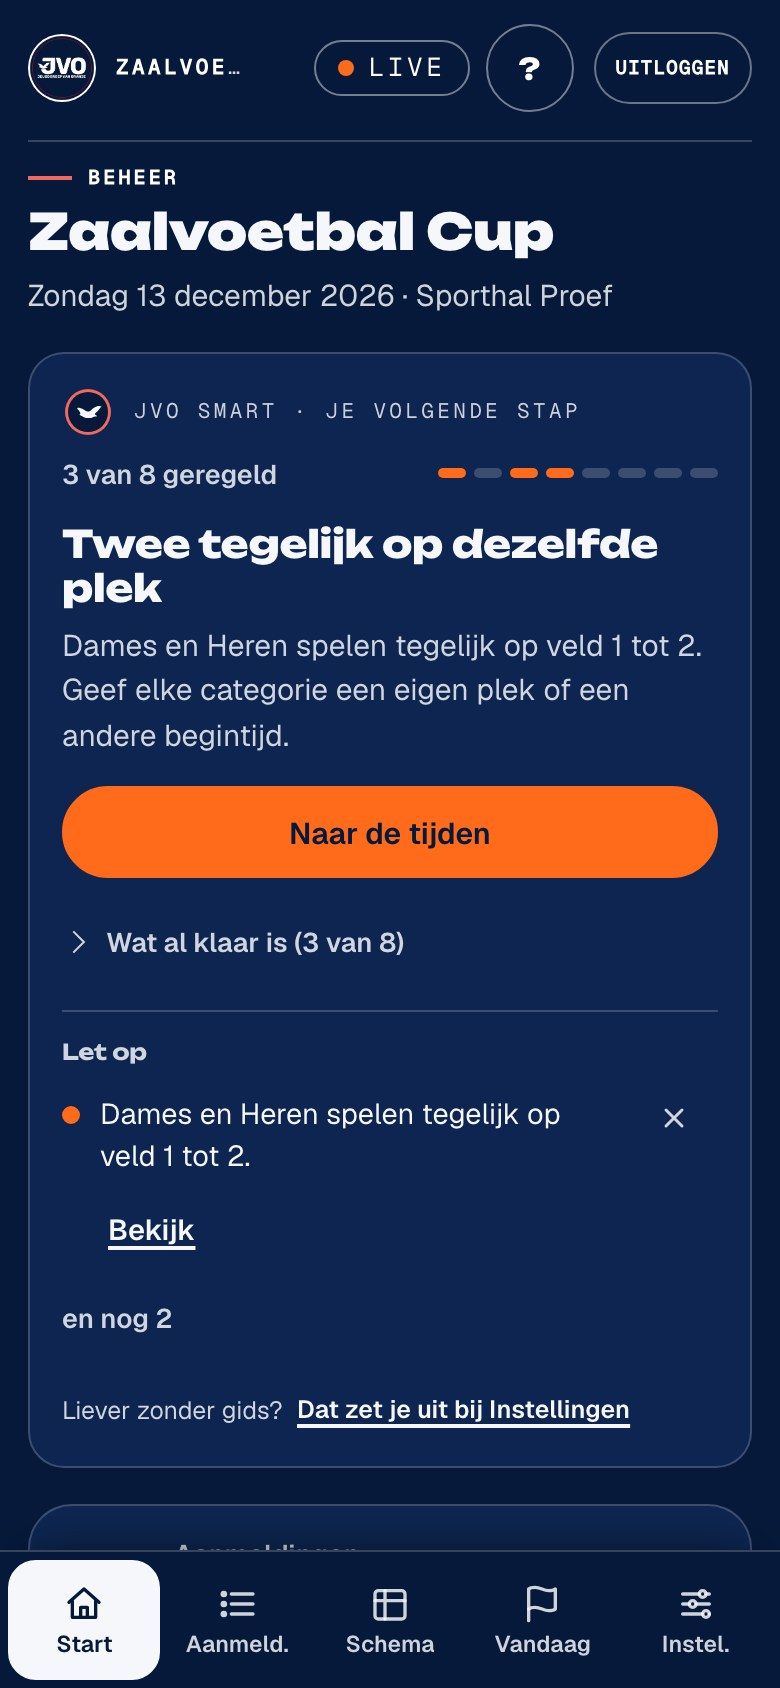 JVO
ZAALVOE…
LIVE
?
UITLOGGEN
BEHEER
Zaalvoetbal Cup
Zondag 13 december 2026 · Sporthal Proef
JVO SMART · JE VOLGENDE STAP
3 van 8 geregeld
Twee tegelijk op dezelfde
plek
Dames en Heren spelen tegelijk op veld 1 tot 2.
Geef elke categorie een eigen plek of een
andere begintijd.
Naar de tijden
Wat al klaar is (3 van 8)
Let op
Dames en Heren spelen tegelijk op
veld 1 tot 2.
Bekijk
en nog 2
Liever zonder gids? Dat zet je uit bij Instellingen
Aanmeldingen
Start
Aanmeld.
Schema
Vandaag
Instel.